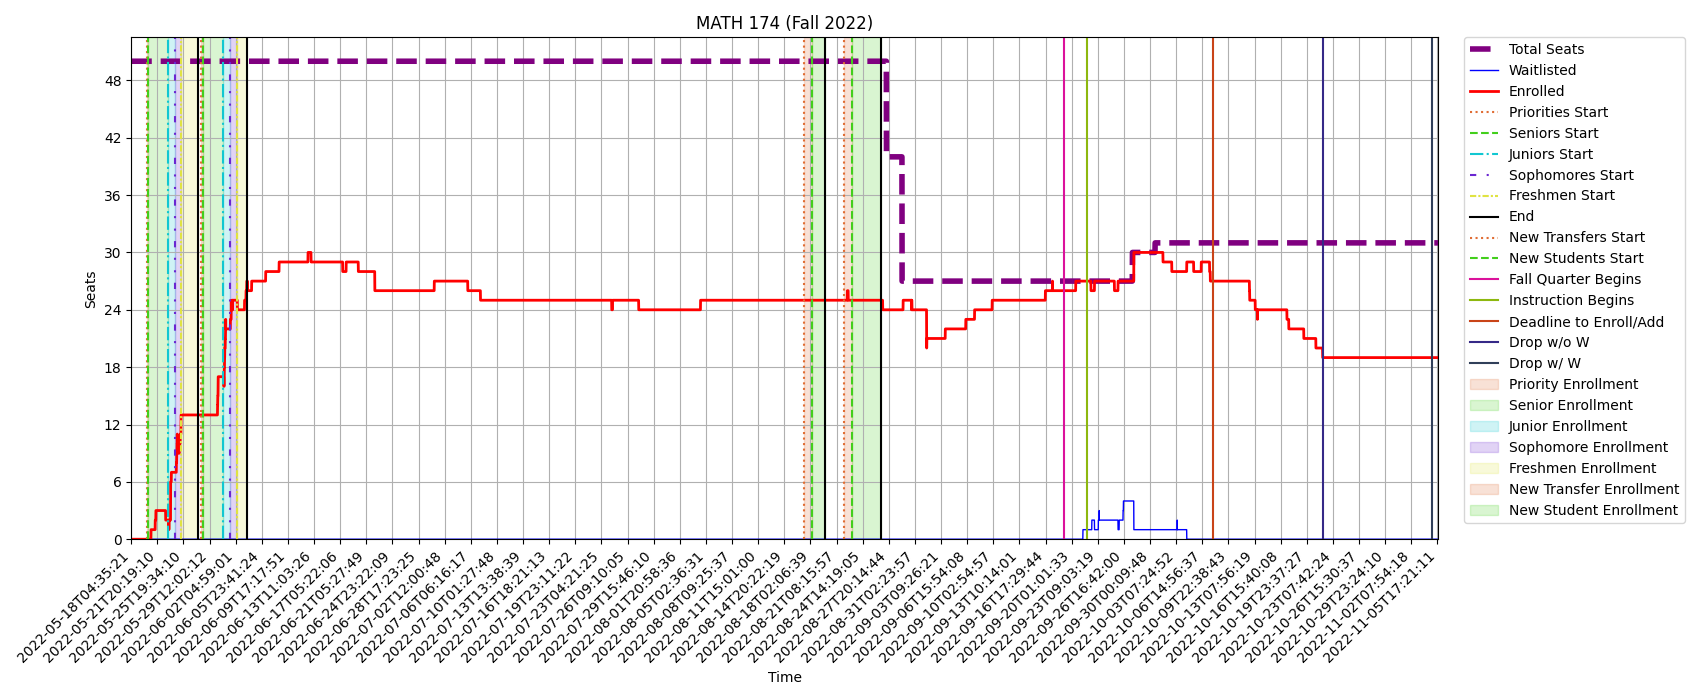 MATH 174 (Fall 2022)
Seats
48
42
36
30
24
18
12
6
0
2022-05-18T04:35:21
2022-05-21T20:19:10
2022-05-25T19:34:10
2022-05-29T12:02:12
2022-06-02T04:59:01
2022-06-05T23:41:24
2022-06-09T17:17:51
2022-06-13T11:03:26
2022-06-17T05:22:06
2022-06-21T05:27:49
2022-06-24T23:22:09
2022-06-28T17:23:25
2022-07-02T12:00:48
2022-07-06T06:16:17
2022-07-10T01:27:48
2022-07-13T13:38:39
2022-07-16T18:21:13
2022-07-19T23:11:22
2022-07-23T04:21:25
2022-07-26T09:10:05
2022-07-29T15:46:10
2022-08-01T20:58:36
2022-08-05T02:36:31
2022-08-08T09:25:37
2022-08-11T15:01:00
2022-08-14T20:22:19
2022-08-18T02:06:39
2022-08-21T08:15:57
2022-08-24T14:19:05
2022-08-27T20:14:44
2022-08-31T02:23:57
2022-09-03T09:26:21
2022-09-06T15:54:08
2022-09-10T02:54:57
2022-09-13T10:14:01
2022-09-16T17:29:44
2022-09-20T01:01:33
2022-09-23T09:03:19
2022-09-26T16:42:00
2022-09-30T00:09:48
2022-10-03T07:24:52
2022-10-06T14:56:37
2022-10-09T22:38:43
2022-10-13T07:56:19
2022-10-16T15:40:08
2022-10-19T23:37:27
2022-10-23T07:42:24
2022-10-26T15:30:37
2022-10-29T23:24:10
2022-11-02T07:54:18
2022-11-05T17:21:11
Time
Total Seats
Waitlisted
Enrolled
Priorities Start
Seniors Start
Juniors Start
Sophomores Start
Freshmen Start
End
New Transfers Start
New Students Start
Fall Quarter Begins
Instruction Begins
Deadline to Enroll/Add
Drop w/o W
Drop w/ W
Priority Enrollment
Senior Enrollment
Junior Enrollment
Sophomore Enrollment
Freshmen Enrollment
New Transfer Enrollment
New Student Enrollment